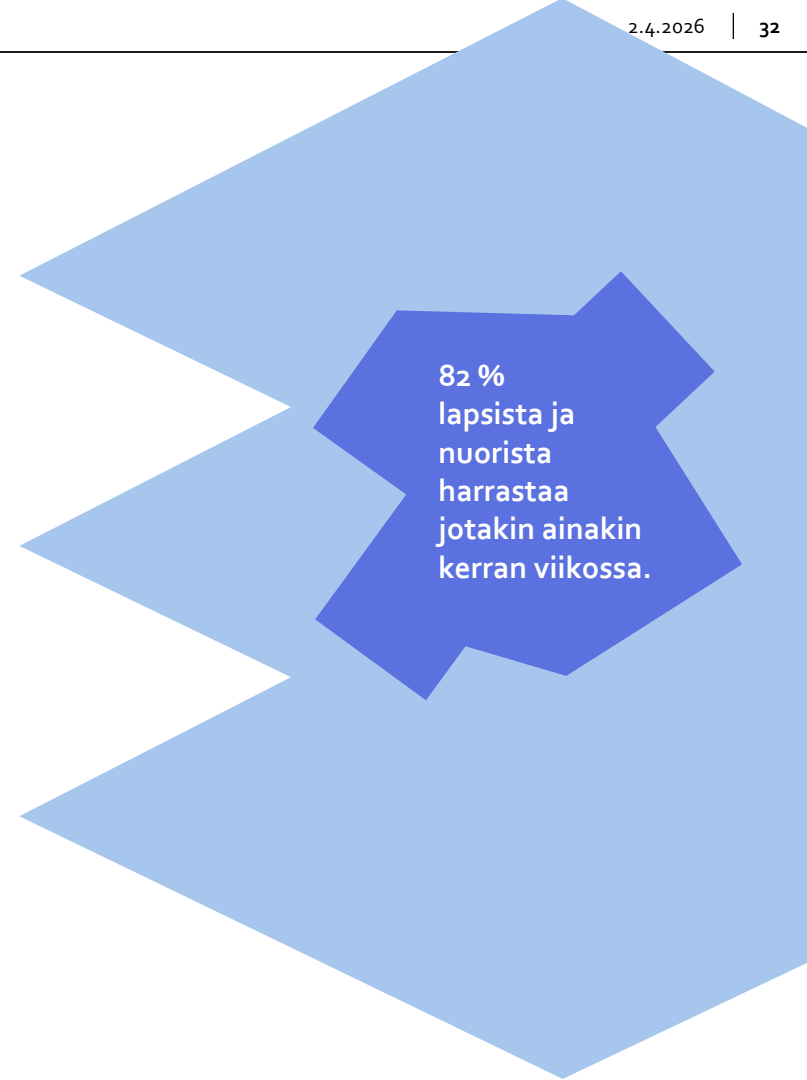 2.4.2026 32
82 %
lapsista ja
nuorista
harrastaa
jotakin ainakin
kerran viikossa.